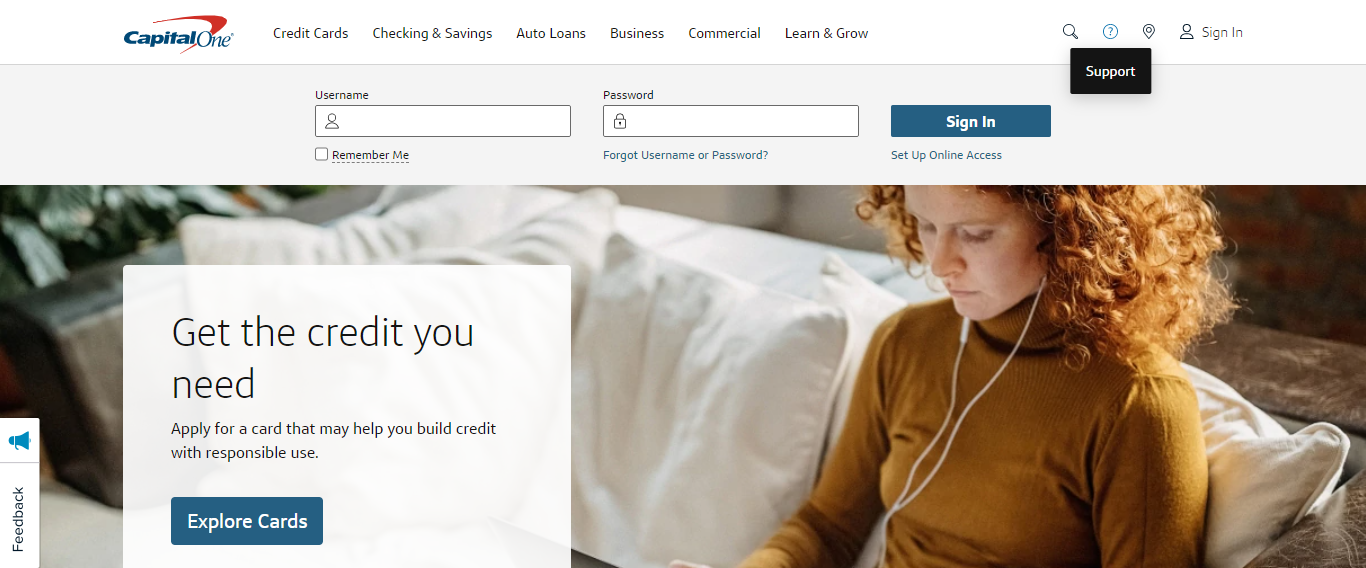 CapitalOne
Credit Cards
Checking & Savings
Auto Loans
Business
Commercial
Learn & Grow
?
Sign In
Support
Username
Password
Sign In
Remember Me
Forgot Username or Password?
Set Up Online Access
Get the credit you
need
Apply for a card that may help you build credit
with responsible use.
Explore Cards
Feedback